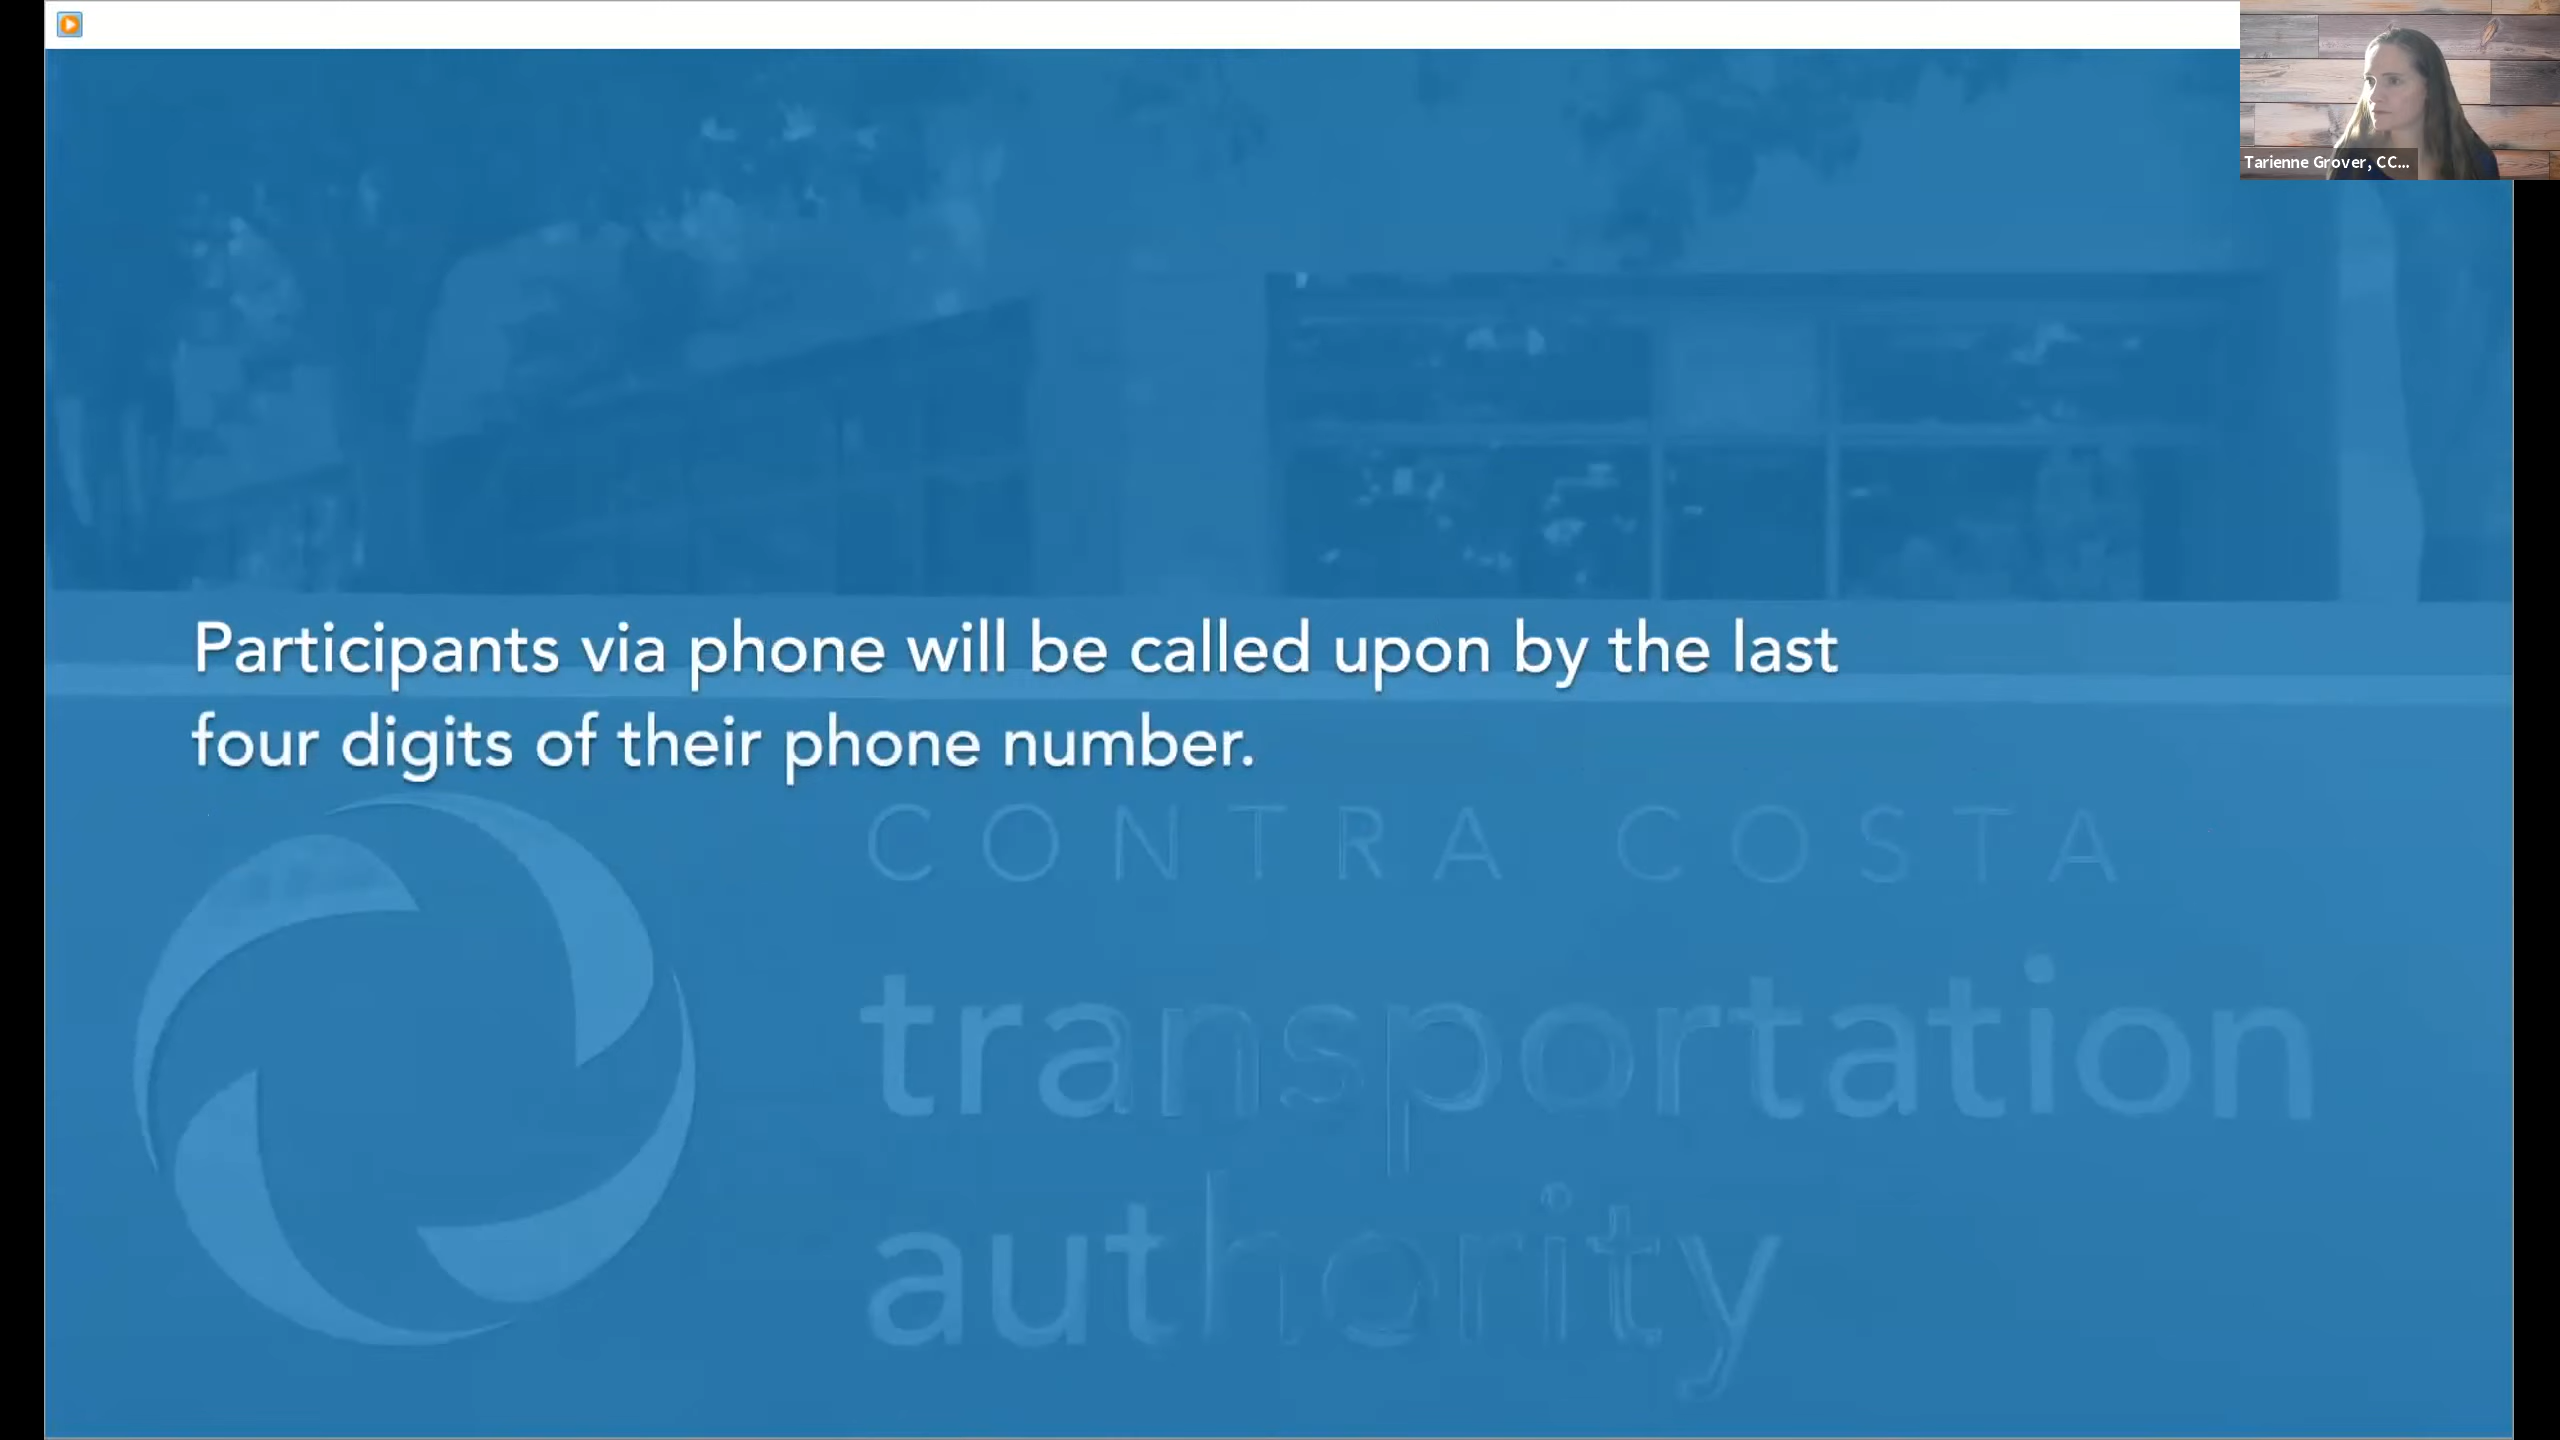 Tarienne Grover, CC...
Participants via phone will be called upon by the last
four digits of their phone number.
CONTRA COSTA
transportation
authority